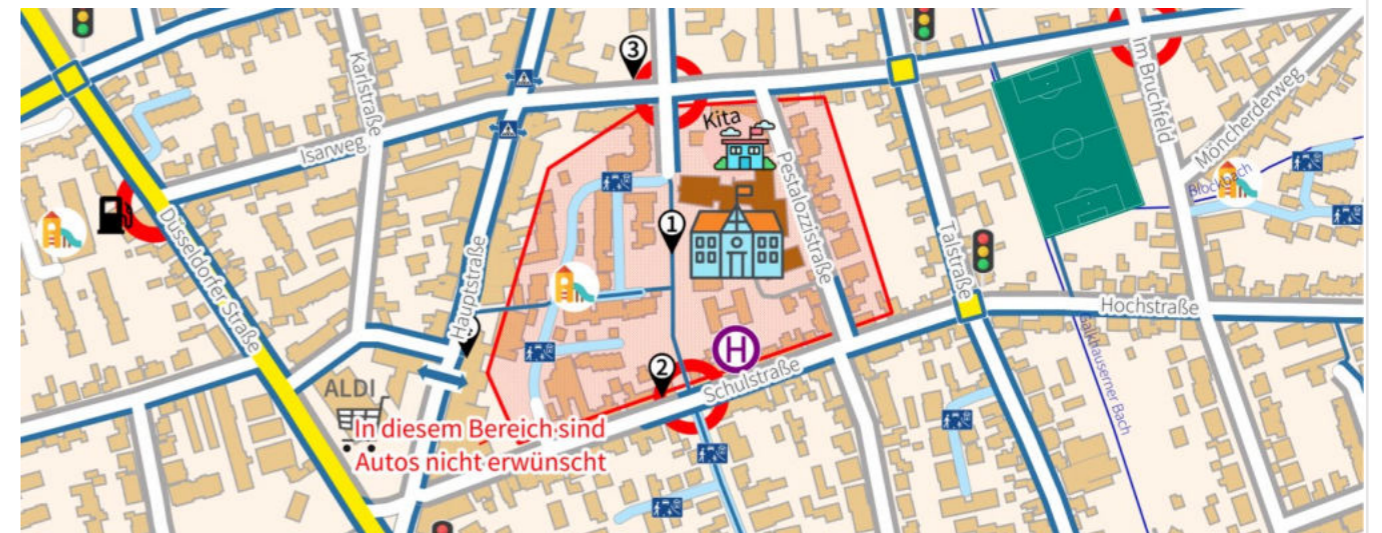 3
Karlstraße
Im Bruchfeld
Kita
Möncherderweg
Isarweg
Blockbach
Pestalozzistraße
1
Düsseldorfer Straße
Talstraße
Hauptstraße
Hochstraße
H
2
Schulstraße
ALDI
In diesem Bereich sind
Autos nicht erwünscht